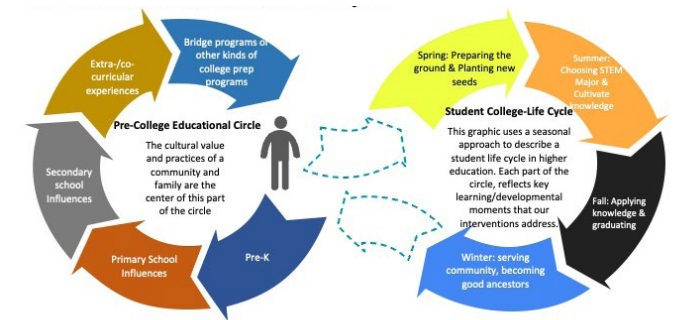 Bridge programs or
other kinds of
college prep
programs
Extra-/co-
curricular
experiences
Pre-College Educational Circle
The cultural value
and practices of a
community and
family are the
center of this part
of the circle
Secondary
school
Influences
Primary School
Influences
Pre-K
Spring: Preparing the
ground & Planting new
seeds
Summer:
Choosing STEM
Major &
Cultivate
knowledge
Student College-Life Cycle
This graphic uses a seasonal
approach to describe a
student life cycle in higher
education. Each part of the
circle, reflects key
learning/developmental
moments that our
interventions address.
Fall: Applying
knowledge &
graduating
Winter: serving
community, becoming
good ancestors